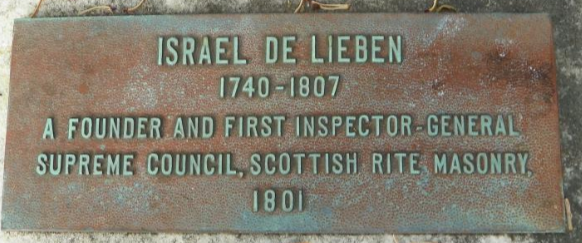 ISRAEL DE LIEBEN
1740-1807
A FOUNDER AND FIRST INSPECTOR-GENERAL
SUPREME COUNCIL, SCOTTISH RITE MASONRY,
1801